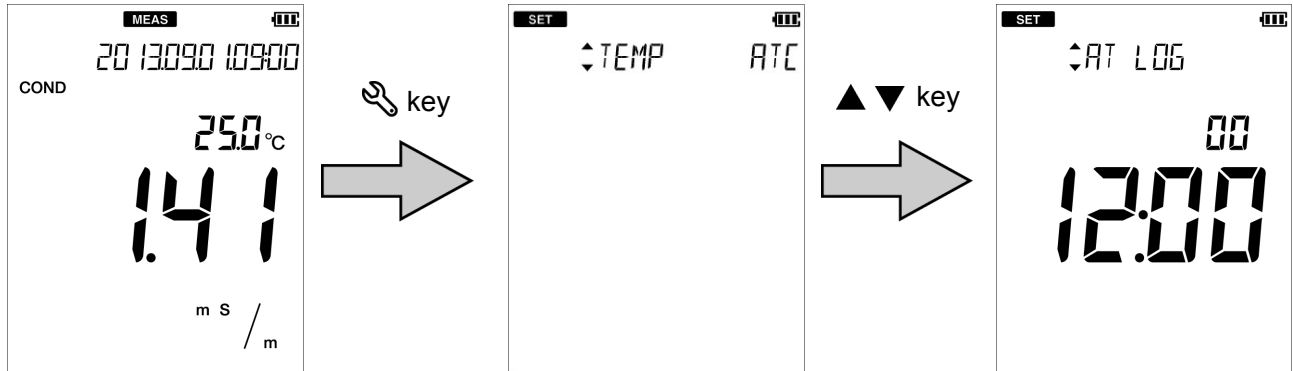 MEAS
2013.09.01.09:00
COND
25.0 °C
1.41
m S / m
🔧 key
SET
TEMP ATC
▲ ▼ key
SET
AT LOG
00
12:00